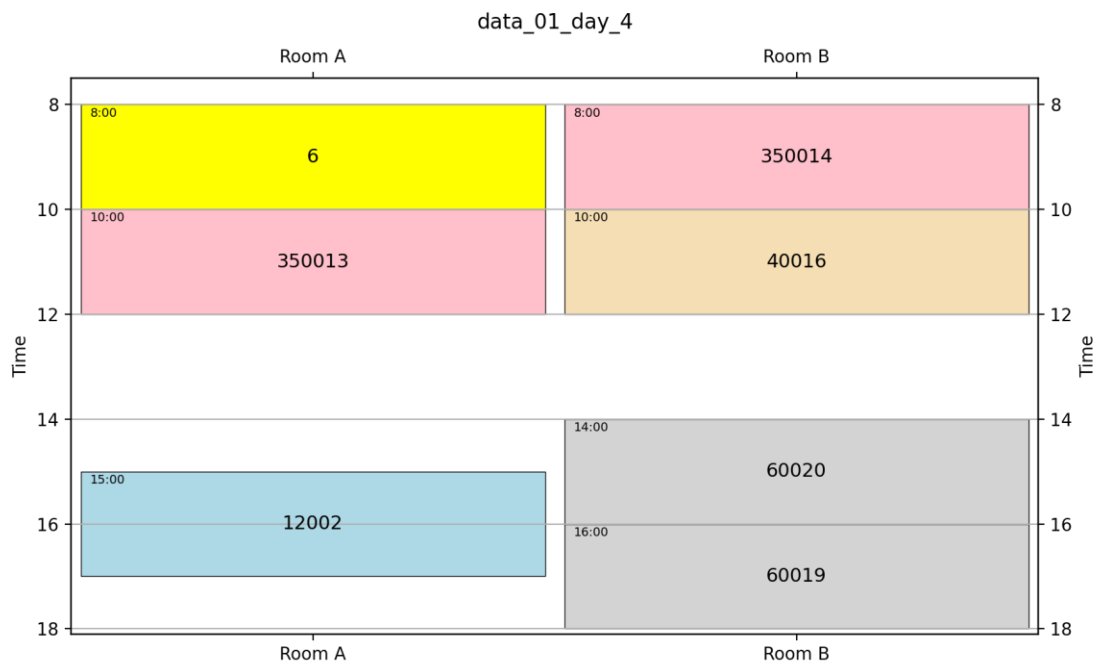 data_01_day_4
Room A Room B
8 8:00 8:00 8
6 350014
10 10:00 10:00 10
350013 40016
12 12
Time Time
14 14:00 14
15:00 60020
16 12002 16:00 16
60019
18 18
Room A Room B